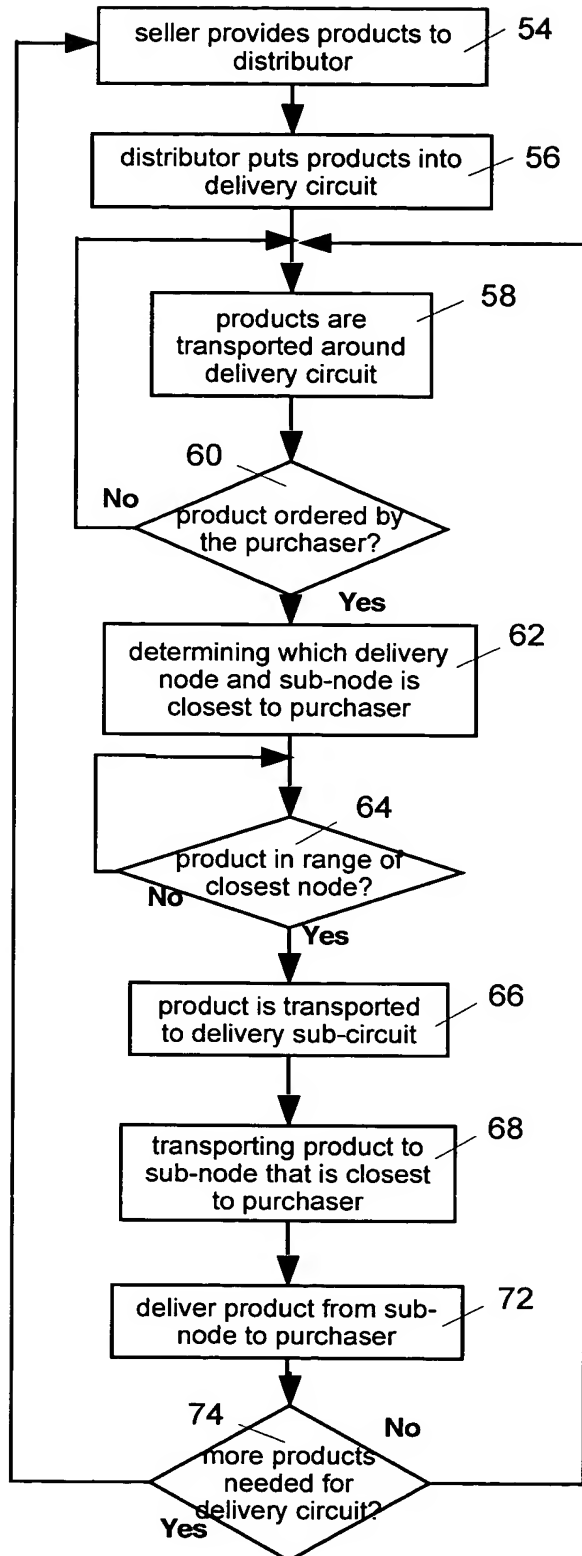 seller provides products to
distributor
54
distributor puts products into
delivery circuit
56
58
products are
transported around
delivery circuit
60
No
product ordered by
the purchaser?
Yes
62
determining which delivery
node and sub-node is
closest to purchaser
64
product in range of
closest node?
No
Yes
66
product is transported
to delivery sub-circuit
68
transporting product to
sub-node that is closest
to purchaser
72
deliver product from sub-
node to purchaser
74
No
more products
needed for
delivery circuit?
Yes